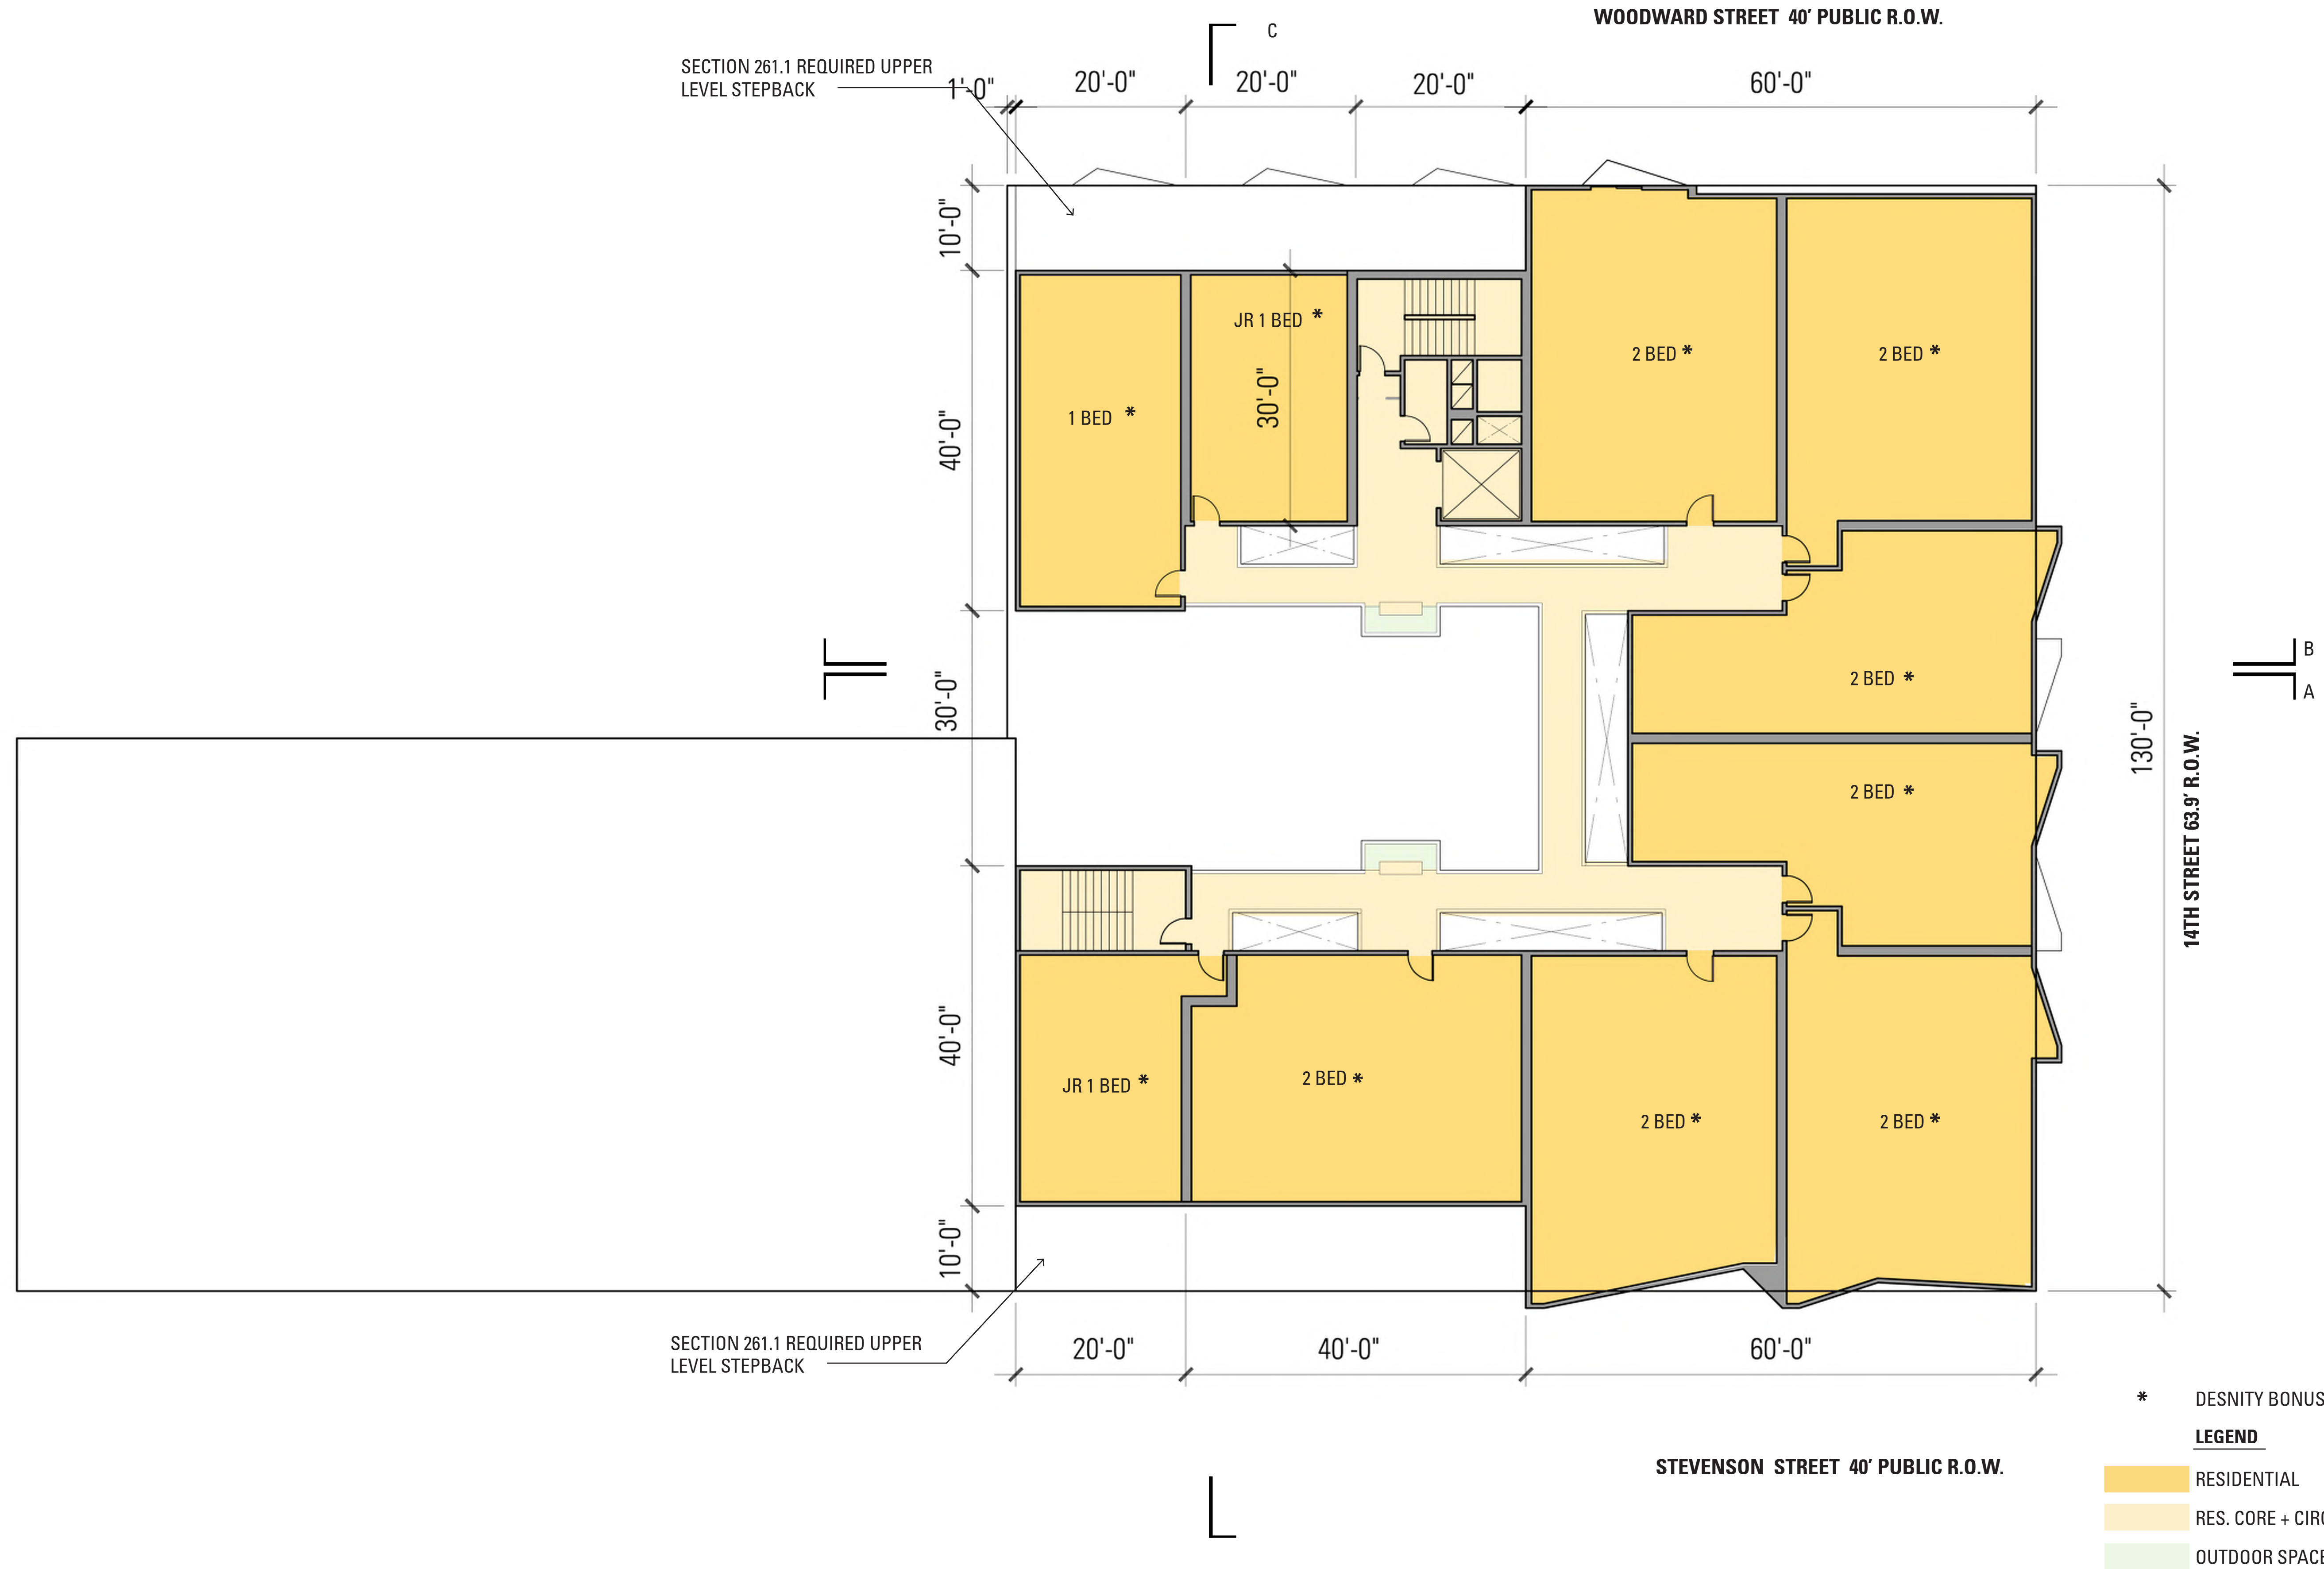 WOODWARD STREET 40' PUBLIC R.O.W.
C
SECTION 261.1 REQUIRED UPPER
LEVEL STEPBACK
1'-0"
20'-0"
20'-0"
20'-0"
60'-0"
10'-0"
JR 1 BED *
2 BED *
2 BED *
30'-0"
1 BED *
40'-0"
B
A
30'-0"
2 BED *
130'-0"
14TH STREET 63.9' R.O.W.
2 BED *
40'-0"
JR 1 BED *
2 BED *
2 BED *
2 BED *
10'-0"
SECTION 261.1 REQUIRED UPPER
LEVEL STEPBACK
20'-0"
40'-0"
60'-0"
* DESNITY BONUS
LEGEND
STEVENSON STREET 40' PUBLIC R.O.W.
RESIDENTIAL
RES. CORE + CIRC
OUTDOOR SPACE